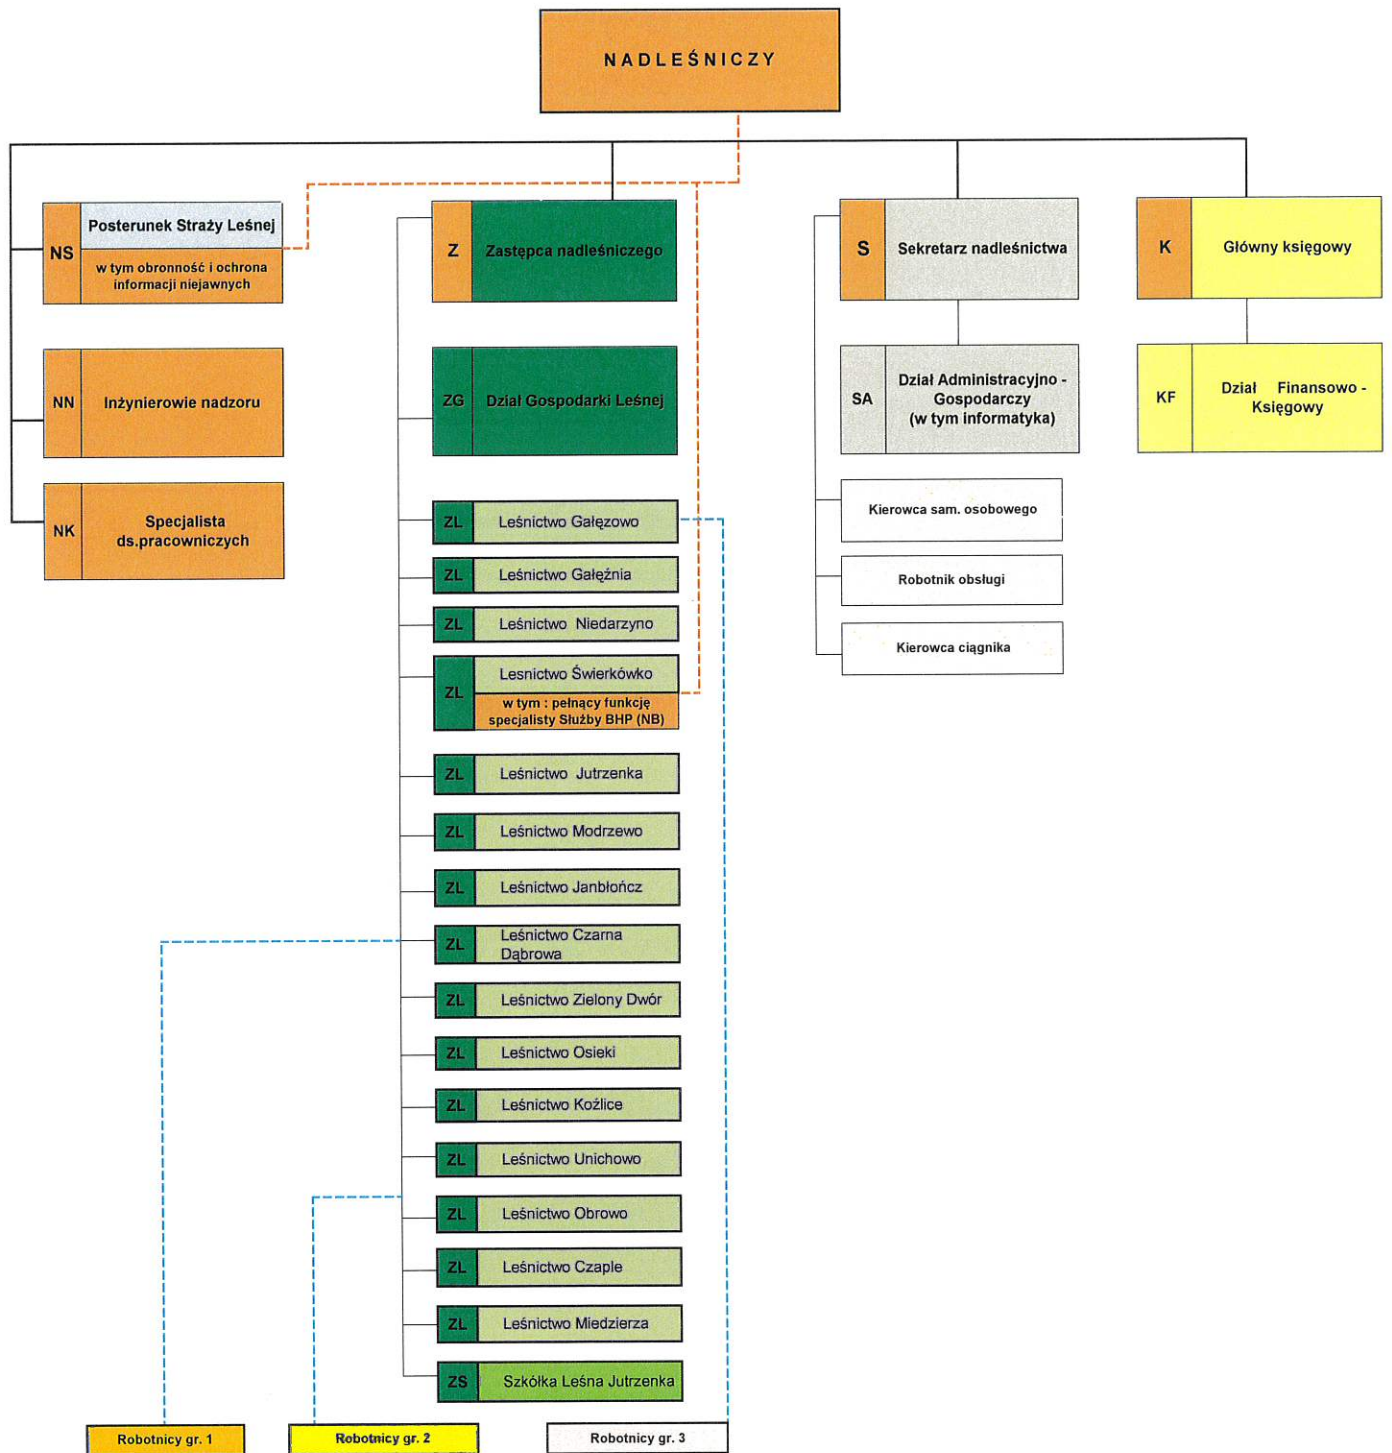 NADLEŚNICZY
NS
Posterunek Straży Leśnej
w tym obronność i ochrona
informacji niejawnych
NN
Inżynierowie nadzoru
NK
Specjalista
ds.pracowniczych
Z
Zastępca nadleśniczego
ZG
Dział Gospodarki Leśnej
ZL
Leśnictwo Gałęzowo
ZL
Leśnictwo Gałęźnia
ZL
Leśnictwo Niedarzyno
ZL
Lesnictwo Świerkówko
w tym : pełnący funkcję
specjalisty Służby BHP (NB)
ZL
Leśnictwo Jutrzenka
ZL
Leśnictwo Modrzewo
ZL
Leśnictwo Janbłończ
ZL
Leśnictwo Czarna
Dąbrowa
ZL
Leśnictwo Zielony Dwór
ZL
Leśnictwo Osieki
ZL
Leśnictwo Koźlice
ZL
Leśnictwo Unichowo
ZL
Leśnictwo Obrowo
ZL
Leśnictwo Czaple
ZL
Leśnictwo Miedzierza
ZS
Szkółka Leśna Jutrzenka
S
Sekretarz nadleśnictwa
SA
Dział Administracyjno -
Gospodarczy
(w tym informatyka)
Kierowca sam. osobowego
Robotnik obsługi
Kierowca ciągnika
K
Główny księgowy
KF
Dział Finansowo -
Księgowy
Robotnicy gr. 1
Robotnicy gr. 2
Robotnicy gr. 3